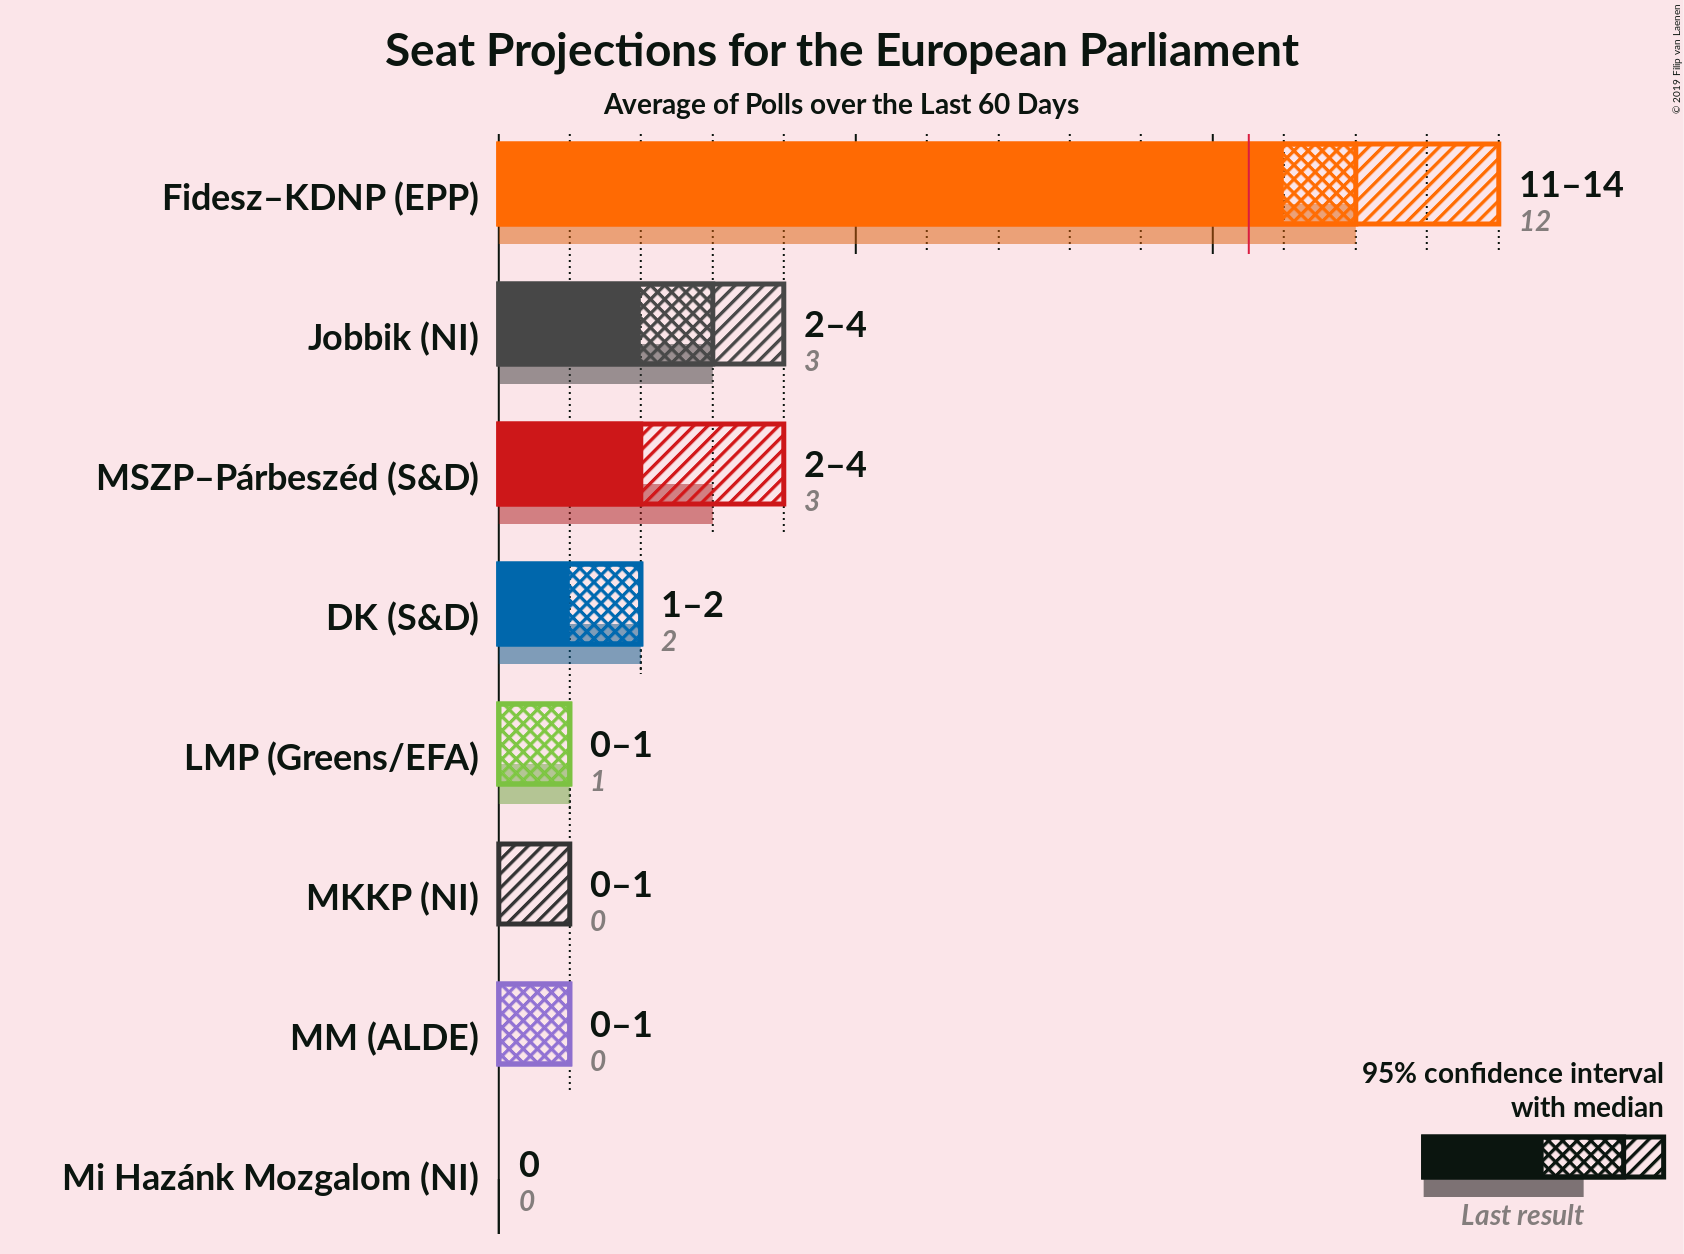 Seat Projections for the European Parliament
Average of Polls over the Last 60 Days
© 2019 Filip van Laenen
Fidesz–KDNP (EPP)
11–14
12
Jobbik (NI)
2–4
3
MSZP–Párbeszéd (S&D)
2–4
3
DK (S&D)
1–2
2
LMP (Greens/EFA)
0–1
1
MKKP (NI)
0–1
0
MM (ALDE)
0–1
0
Mi Hazánk Mozgalom (NI)
0
0
95% confidence interval
with median
Last result